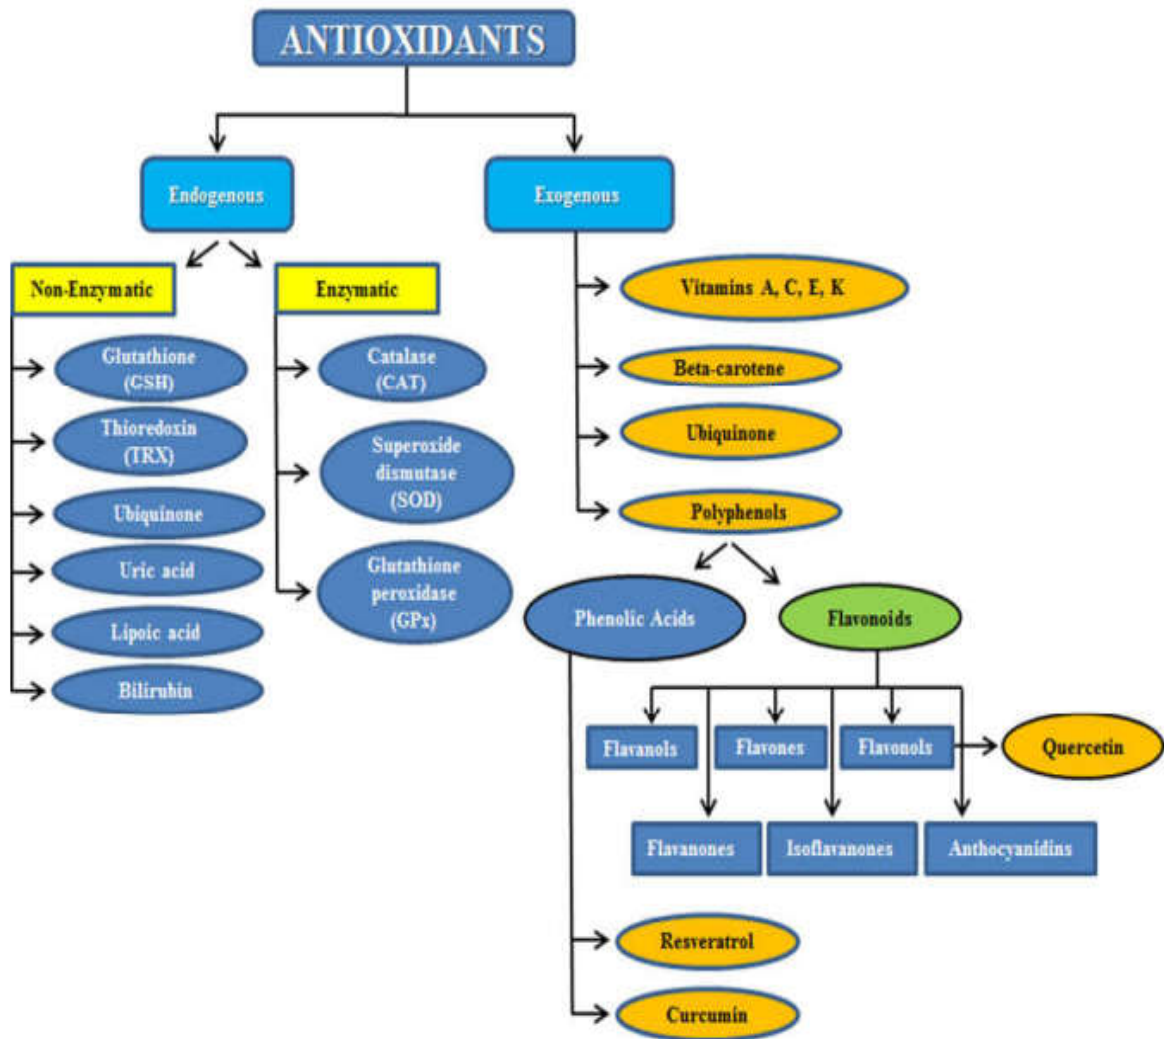 ANTIOXIDANTS
Endogenous
Exogenous
Non-Enzymatic
Enzymatic
Glutathione
(GSH)
Thioredoxin
(TRX)
Ubiquinone
Uric acid
Lipoic acid
Bilirubin
Catalase
(CAT)
Superoxide
dismutase
(SOD)
Glutathione
peroxidase
(GPx)
Vitamins A, C, E, K
Beta-carotene
Ubiquinone
Polyphenols
Phenolic Acids
Flavonoids
Flavanols
Flavones
Flavonols
Quercetin
Flavanones
Isoflavanones
Anthocyanidins
Resveratrol
Curcumin